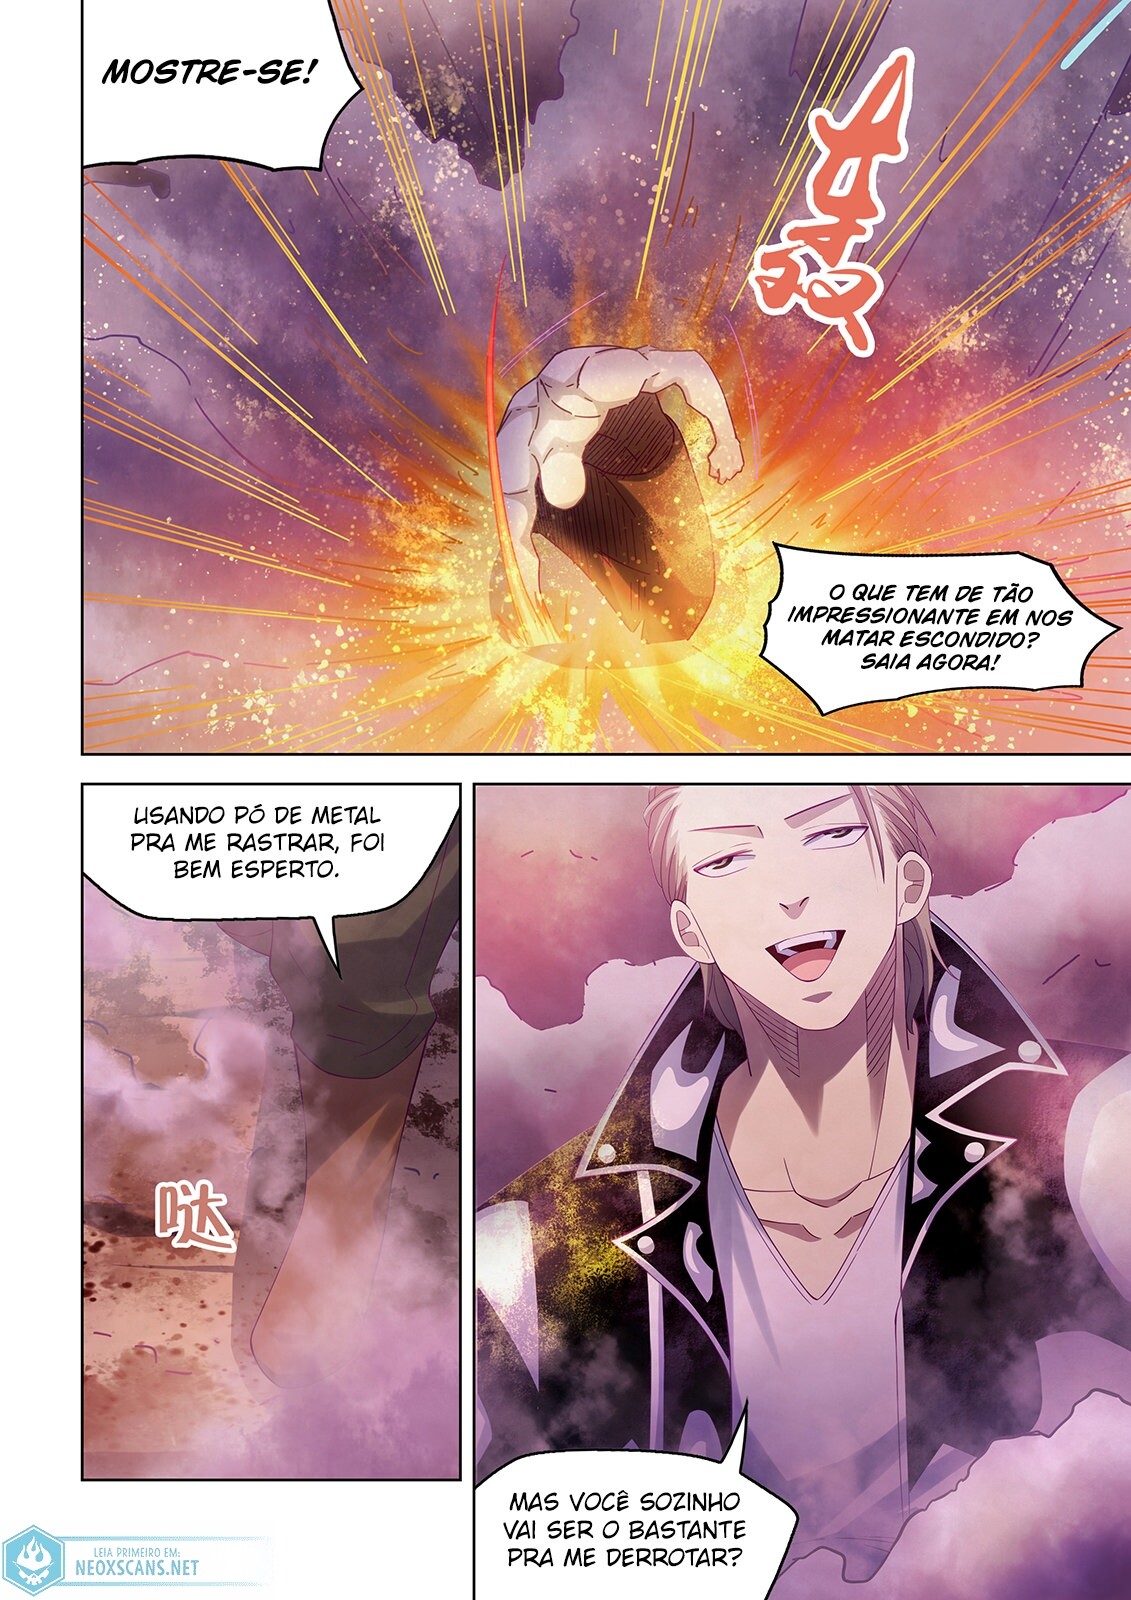 MOSTRE-SE!
轰
O QUE TEM DE TÃO
IMPRESSIONANTE EM NOS
MATAR ESCONDIDO?
SAIA AGORA!
USANDO PÓ DE METAL
PRA ME RASTRAR, FOI
BEM ESPERTO.
哒
MAS VOCÊ SOZINHO
VAI SER O BASTANTE
PRA ME DERROTAR?
LEIA PRIMEIRO EM:
NEOXSCANS.NET